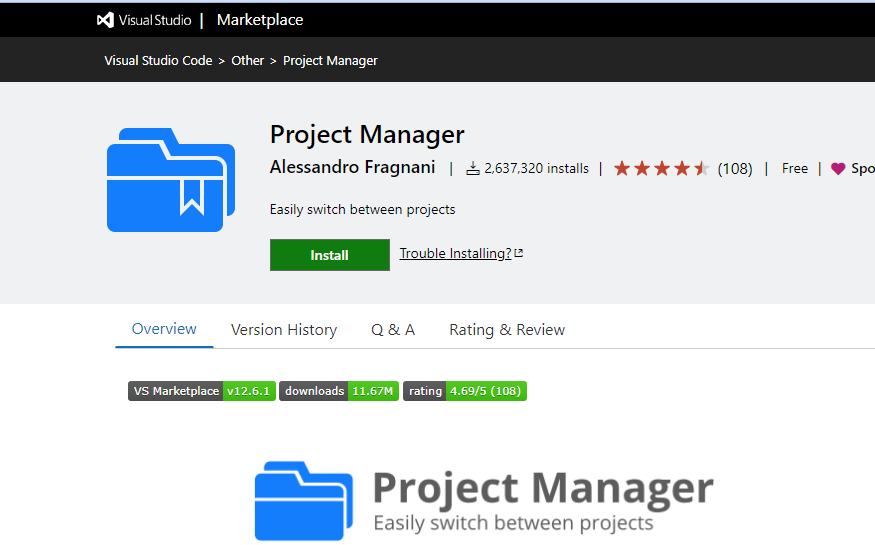 Visual Studio | Marketplace
Visual Studio Code > Other > Project Manager
Project Manager
Alessandro Fragnani | 2,637,320 installs | (108) | Free | Spo
Easily switch between projects
Install Trouble Installing?
Overview Version History Q & A Rating & Review
VS Marketplace v12.6.1 downloads 11.67M rating 4.69/5 (108)
Project Manager
Easily switch between projects